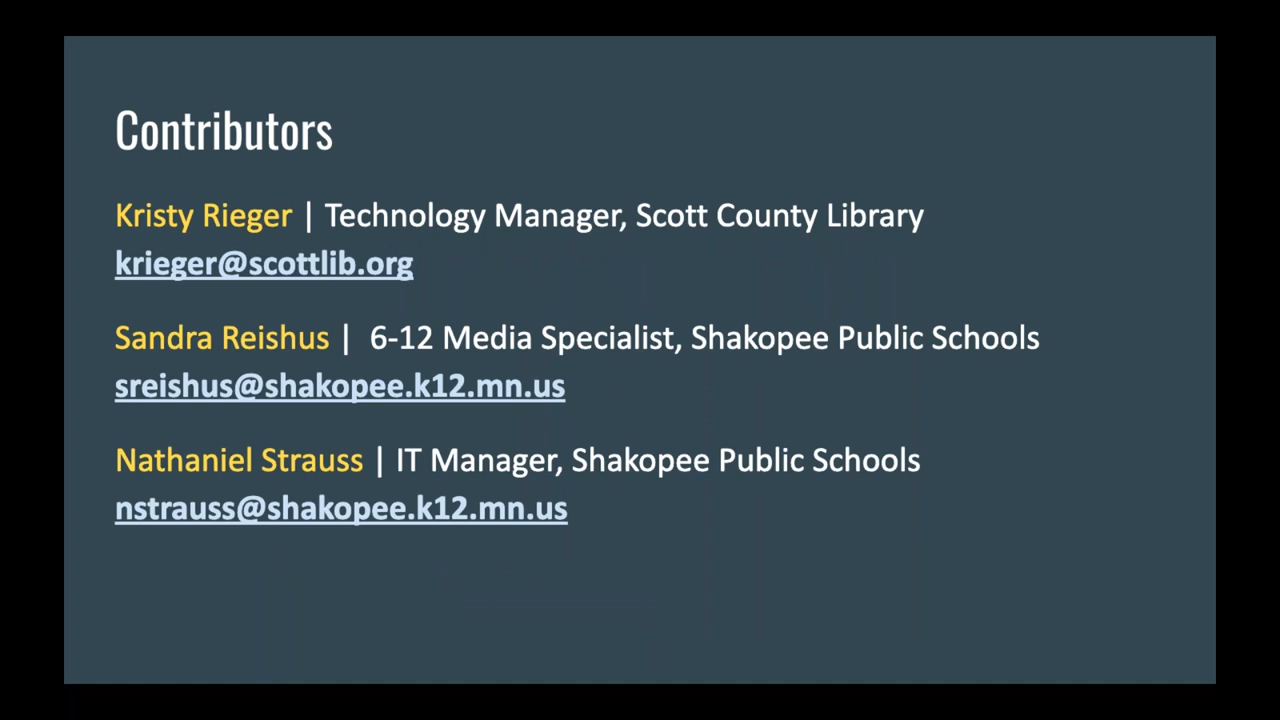 Contributors
Kristy Rieger | Technology Manager, Scott County Library
krieger@scottlib.org
Sandra Reishus | 6-12 Media Specialist, Shakopee Public Schools
sreishus@shakopee.k12.mn.us
Nathaniel Strauss | IT Manager, Shakopee Public Schools
nstrauss@shakopee.k12.mn.us